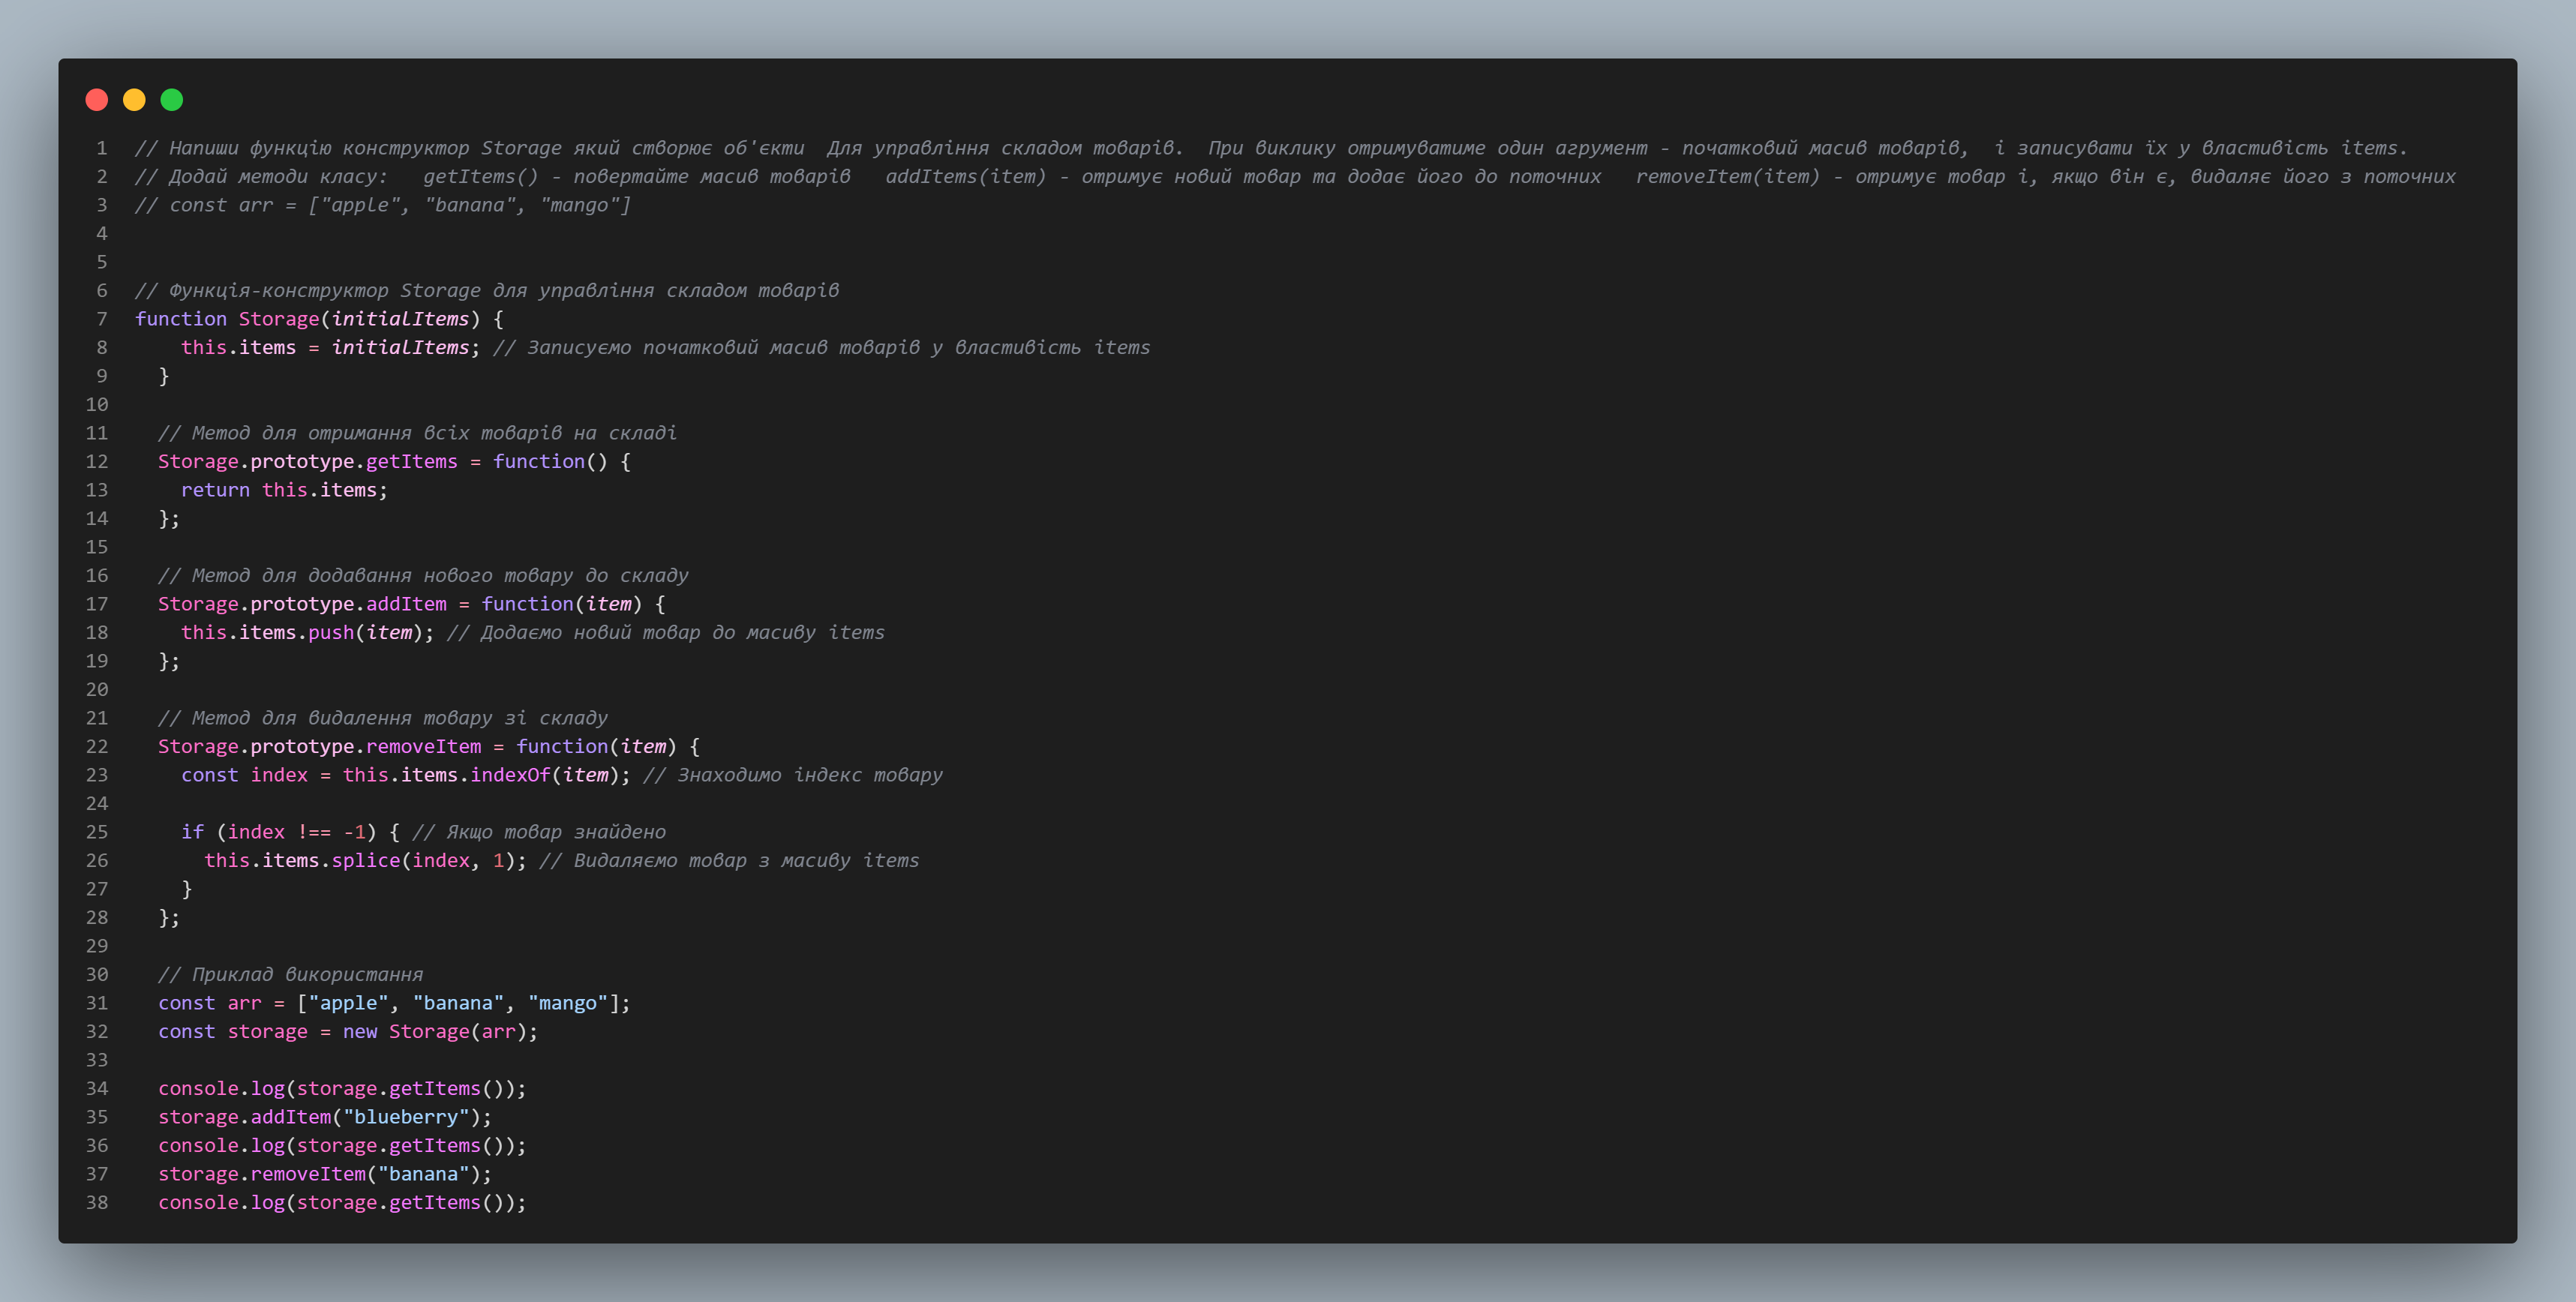 1 // Напиши функцію конструктор Storage який створює об'єкти  Для управління складом товарів.  При виклику отримуватиме один агрумент - початковий масив товарів,  і записувати їх у властивість items.
2 // Додай методи класу:   getItems() - повертайте масив товарів   addItems(item) - отримує новий товар та додає його до поточних   removeItem(item) - отримує товар і, якщо він є, видаляє його з поточних
3 // const arr = ["apple", "banana", "mango"]
4
5
6 // Функція-конструктор Storage для управління складом товарів
7 function Storage(initialItems) {
8     this.items = initialItems; // Записуємо початковий масив товарів у властивість items
9   }
10
11   // Метод для отримання всіх товарів на складі
12   Storage.prototype.getItems = function() {
13     return this.items;
14   };
15
16   // Метод для додавання нового товару до складу
17   Storage.prototype.addItem = function(item) {
18     this.items.push(item); // Додаємо новий товар до масиву items
19   };
20
21   // Метод для видалення товару зі складу
22   Storage.prototype.removeItem = function(item) {
23     const index = this.items.indexOf(item); // Знаходимо індекс товару
24
25     if (index !== -1) { // Якщо товар знайдено
26       this.items.splice(index, 1); // Видаляємо товар з масиву items
27     }
28   };
29
30   // Приклад використання
31   const arr = ["apple", "banana", "mango"];
32   const storage = new Storage(arr);
33
34   console.log(storage.getItems());
35   storage.addItem("blueberry");
36   console.log(storage.getItems());
37   storage.removeItem("banana");
38   console.log(storage.getItems());